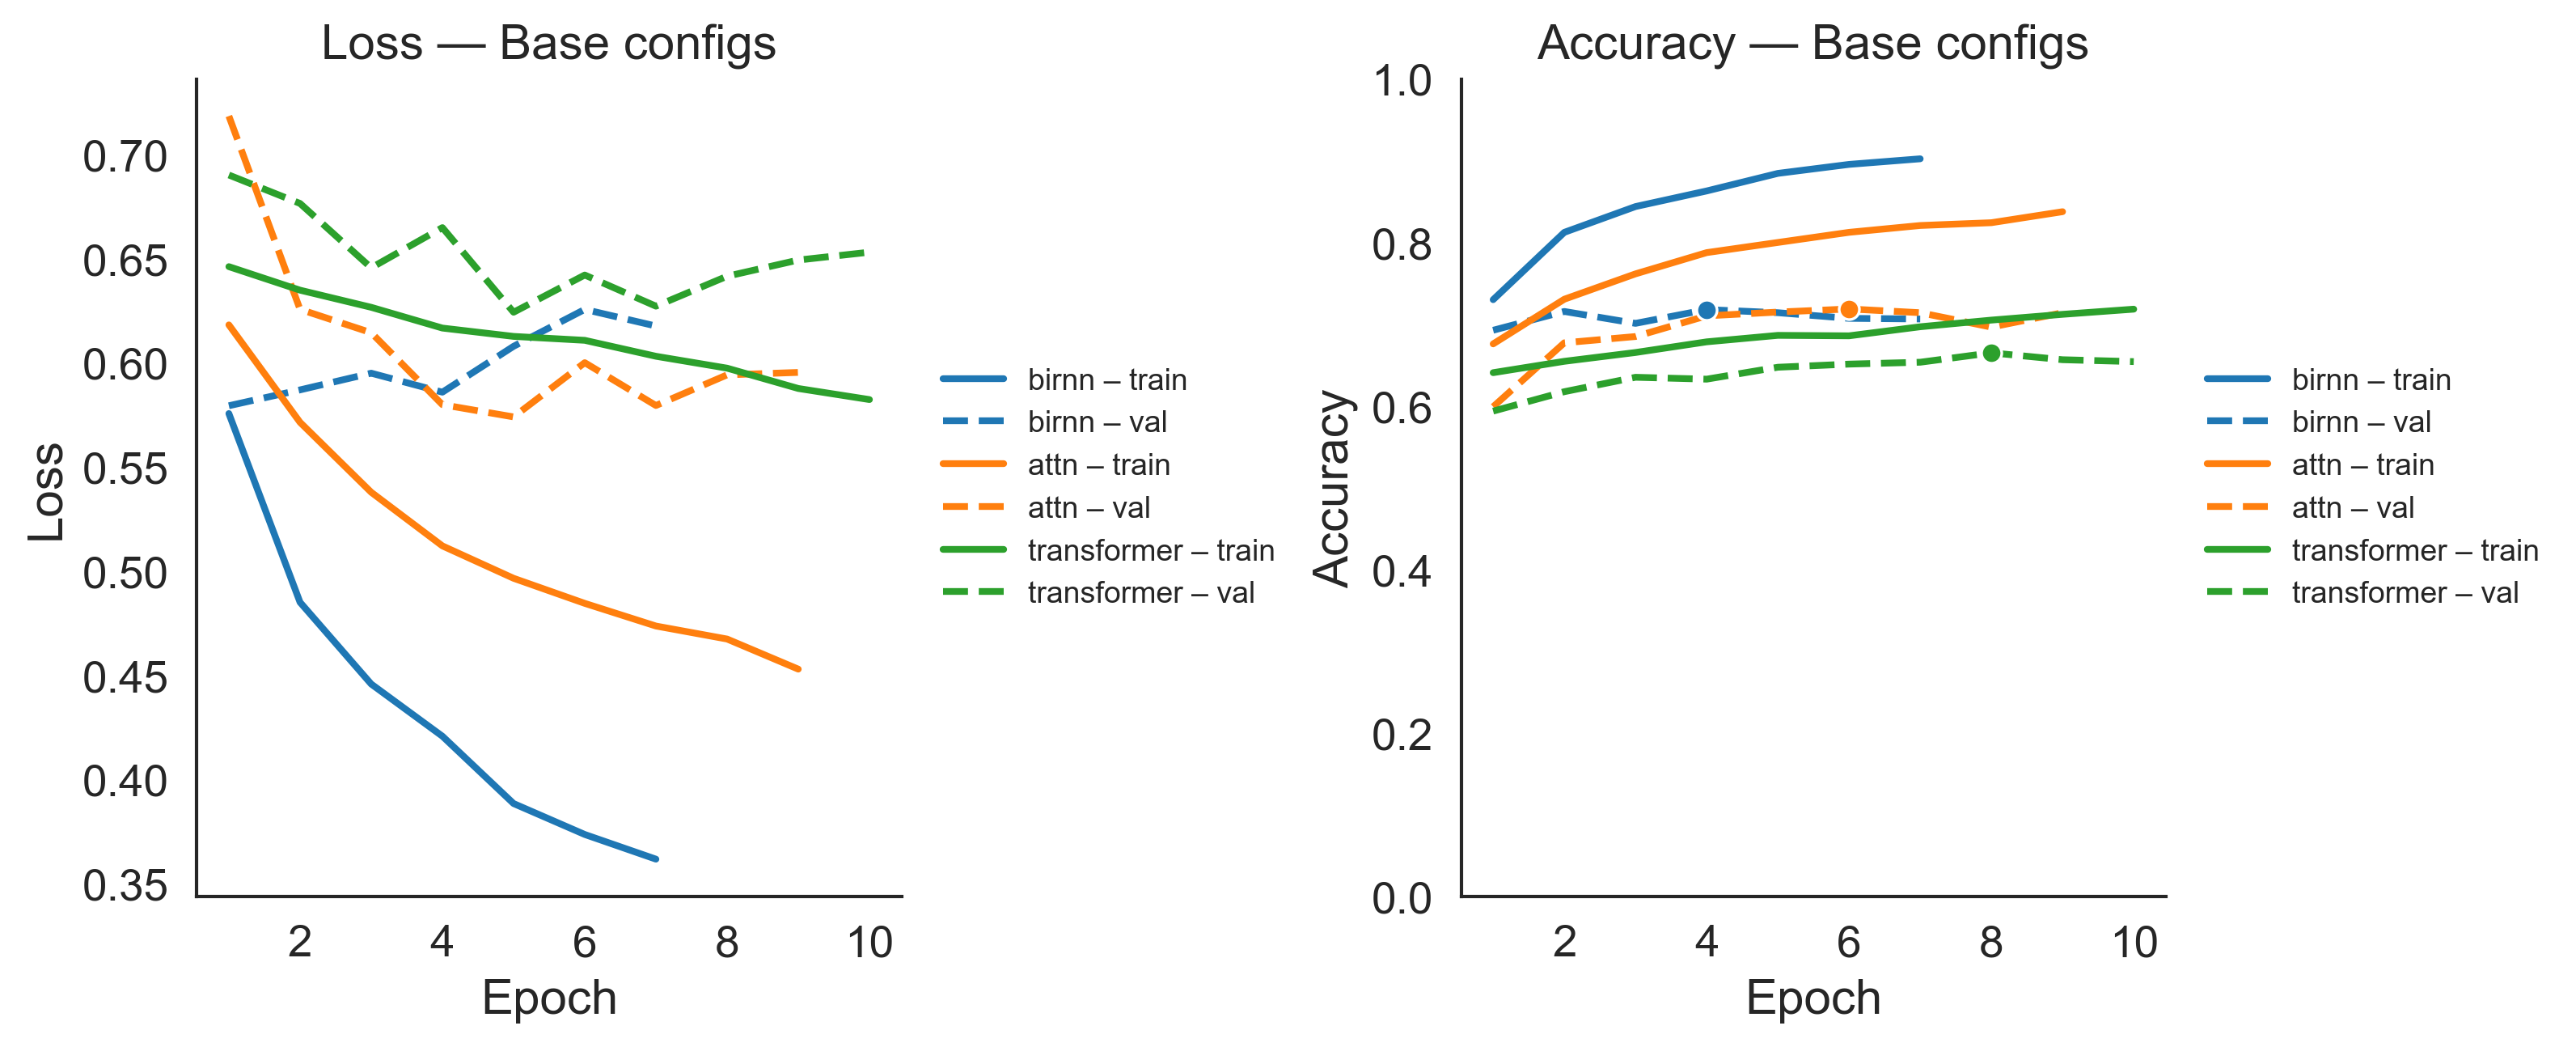 Loss — Base configs
0.70
0.65
0.60
0.55
0.50
0.45
0.40
0.35
Loss
2 4 6 8 10
Epoch
birnn – train
birnn – val
attn – train
attn – val
transformer – train
transformer – val
Accuracy — Base configs
1.0
0.8
0.6
0.4
0.2
0.0
Accuracy
2 4 6 8 10
Epoch
birnn – train
birnn – val
attn – train
attn – val
transformer – train
transformer – val